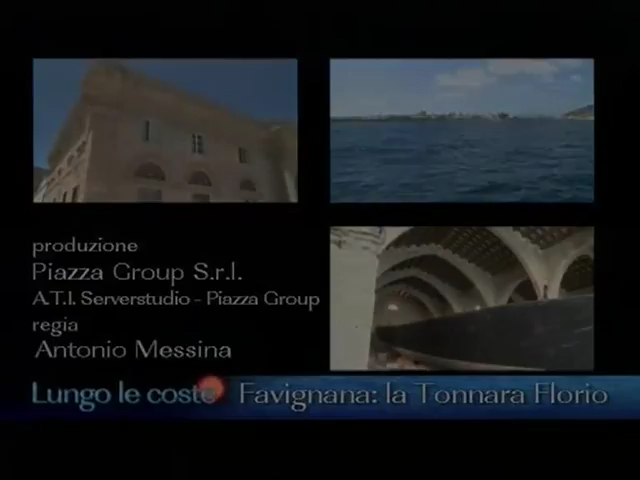 produzione
Piazza Group S.r.l.
A.T.I. Serverstudio - Piazza Group
regia
Antonio Messina
Lungo le coste Favignana: la Tonnara Florio